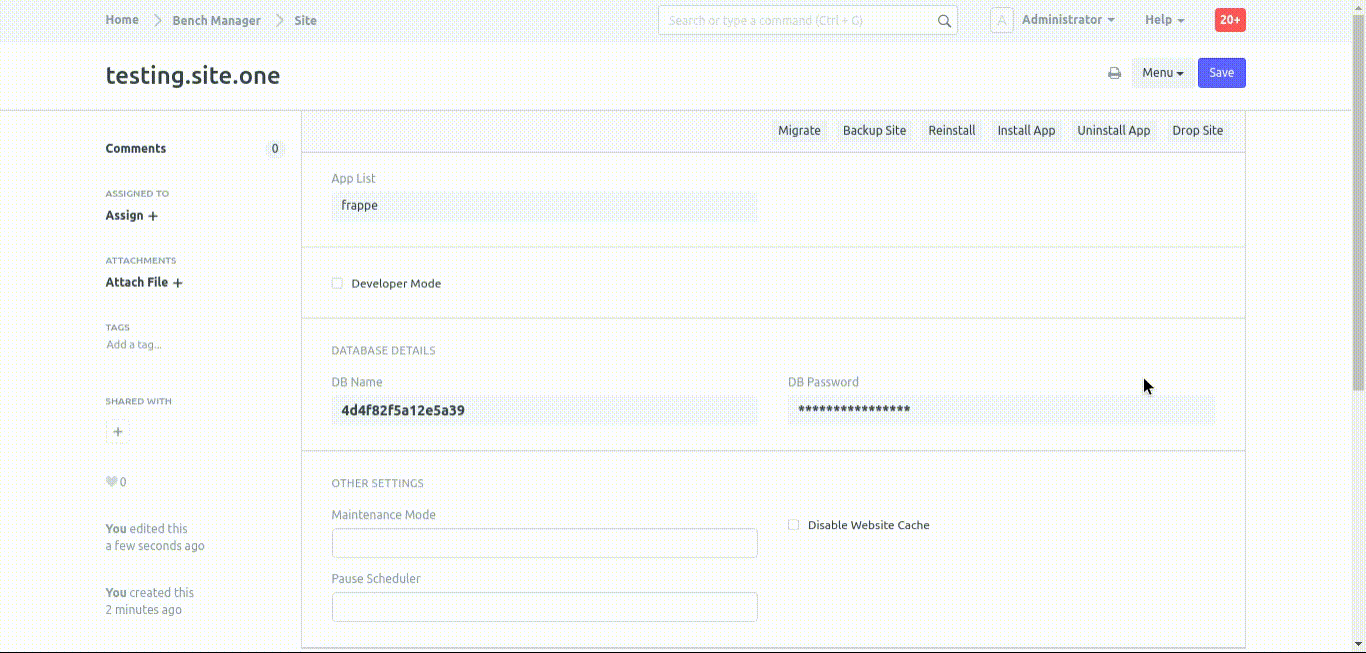 Home Bench Manager Site Search or type a command (Ctrl + G) A Administrator Help 20+
testing.site.one Menu Save
Migrate Backup Site Reinstall Install App Uninstall App Drop Site
Comments 0
ASSIGNED TO
Assign +
ATTACHMENTS
Attach File +
TAGS
Add a tag...
SHARED WITH
+
0
You edited this
a few seconds ago
You created this
2 minutes ago
App List
frappe
Developer Mode
DATABASE DETAILS
DB Name
4d4f82f5a12e5a39
DB Password
****************
OTHER SETTINGS
Maintenance Mode
Disable Website Cache
Pause Scheduler